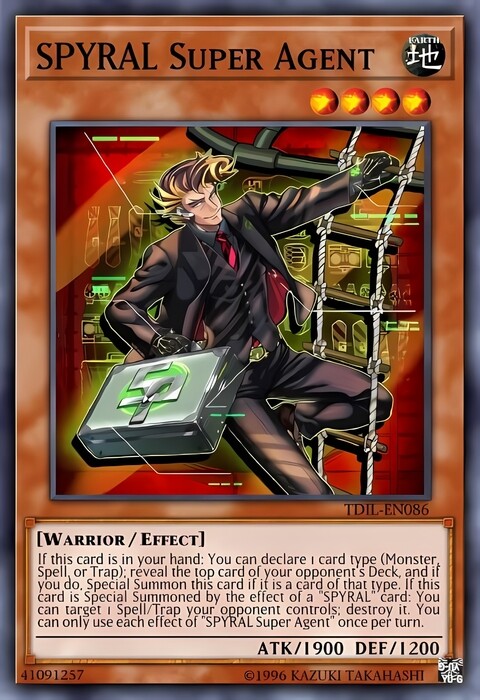 SPYRAL Super Agent
EARTH
地
TDIL-EN086
[Warrior / Effect]
If this card is in your hand: You can declare 1 card type (Monster,
Spell, or Trap); reveal the top card of your opponent's Deck, and if
you do, Special Summon this card if it is a card of that type. If this
card is Special Summoned by the effect of a "SPYRAL" card: You
can target 1 Spell/Trap your opponent controls; destroy it. You
can only use each effect of "SPYRAL Super Agent" once per turn.
ATK/1900 DEF/1200
41091257
©1996 KAZUKI TAKAHASHI